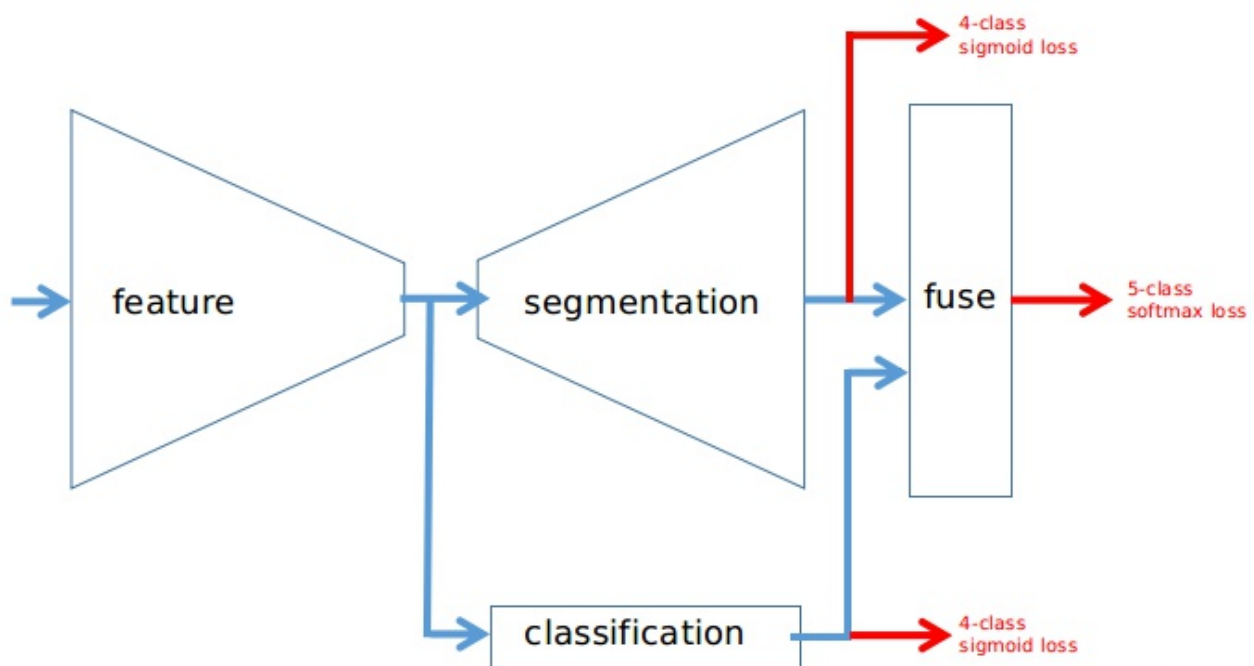 4-class
sigmoid loss
feature
segmentation
fuse
5-class
softmax loss
classification
4-class
sigmoid loss